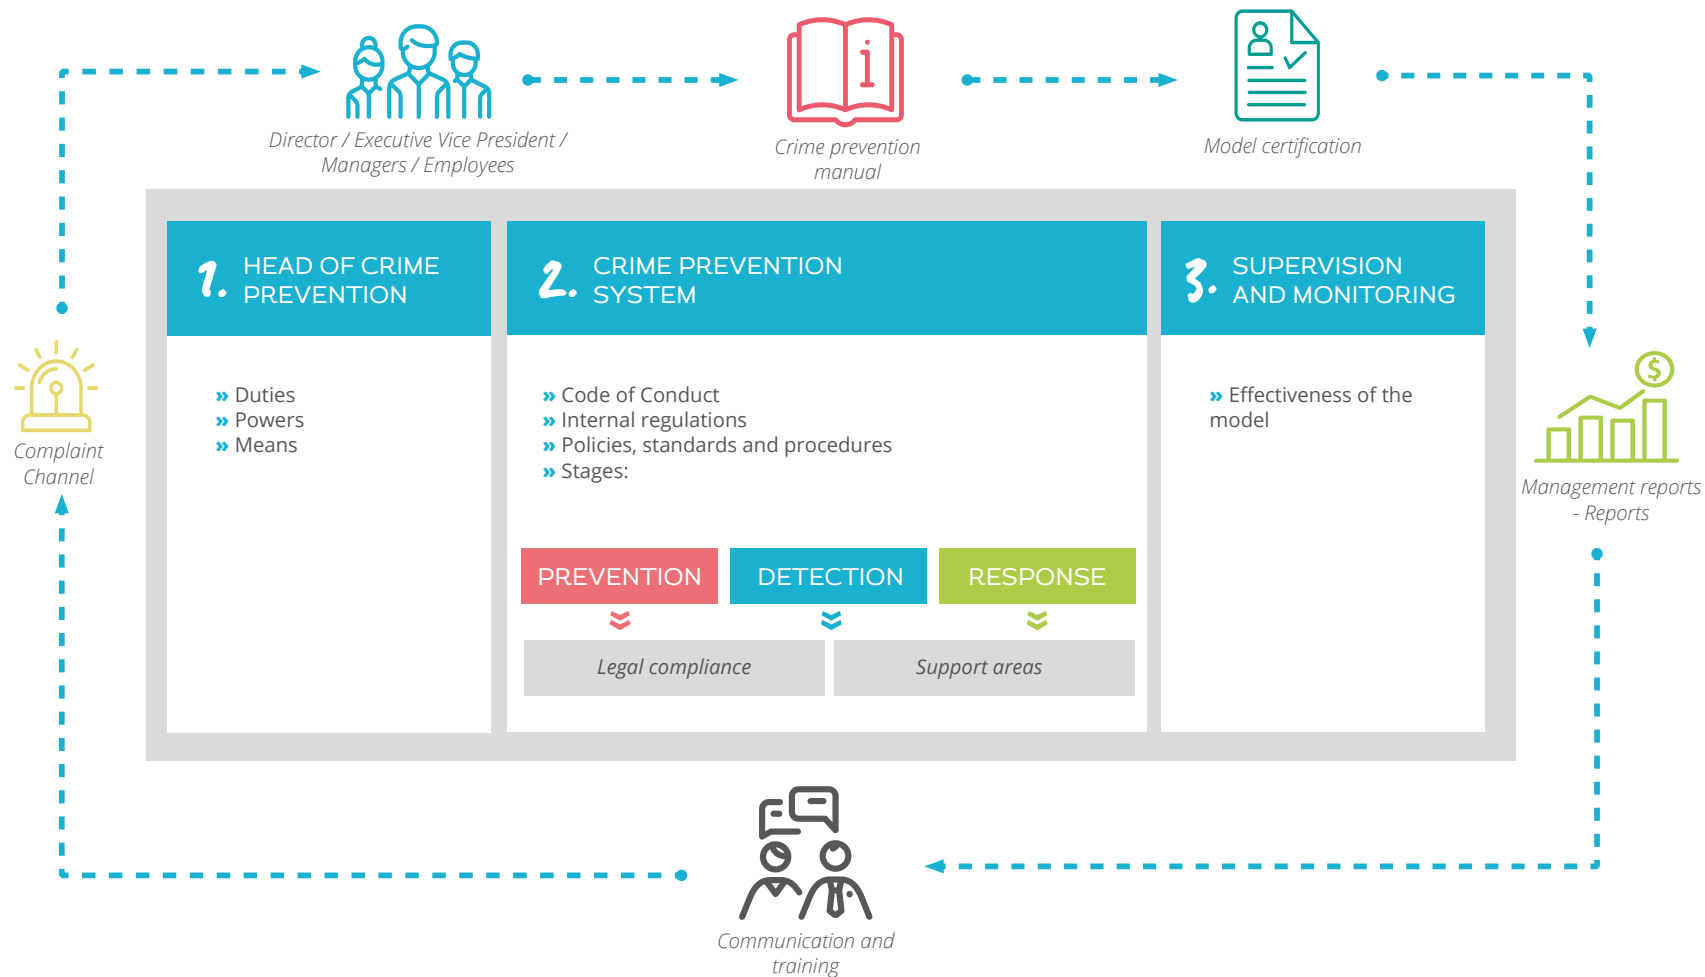 Director / Executive Vice President /
Managers / Employees
Crime prevention
manual
Model certification
1. HEAD OF CRIME
PREVENTION
» Duties
» Powers
» Means
2. CRIME PREVENTION
SYSTEM
» Code of Conduct
» Internal regulations
» Policies, standards and procedures
» Stages:
PREVENTION
DETECTION
RESPONSE
Legal compliance
Support areas
3. SUPERVISION
AND MONITORING
» Effectiveness of the
model
Complaint
Channel
$
Management reports
- Reports
Communication and
training